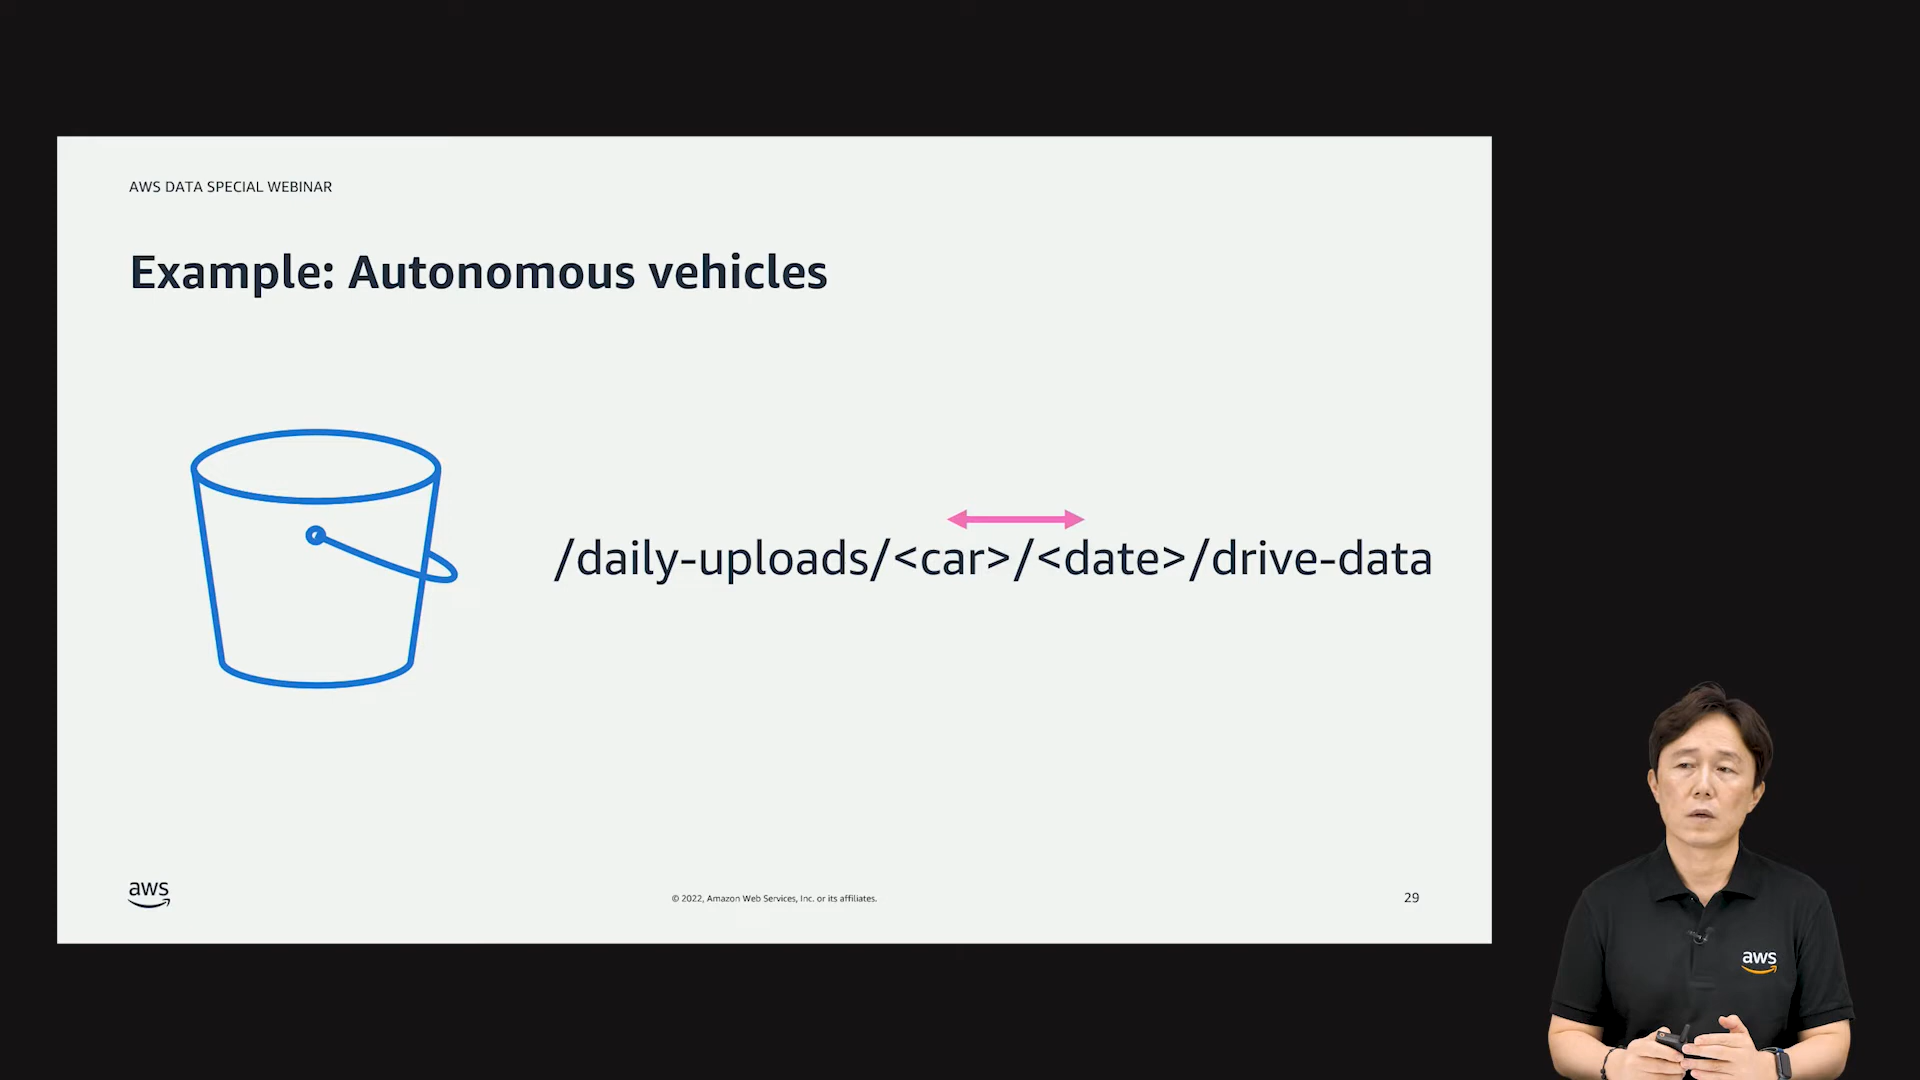 AWS DATA SPECIAL WEBINAR
Example: Autonomous vehicles
/daily-uploads/<car>/<date>/drive-data
aws
© 2022, Amazon Web Services, Inc. or its affiliates.
29
aws